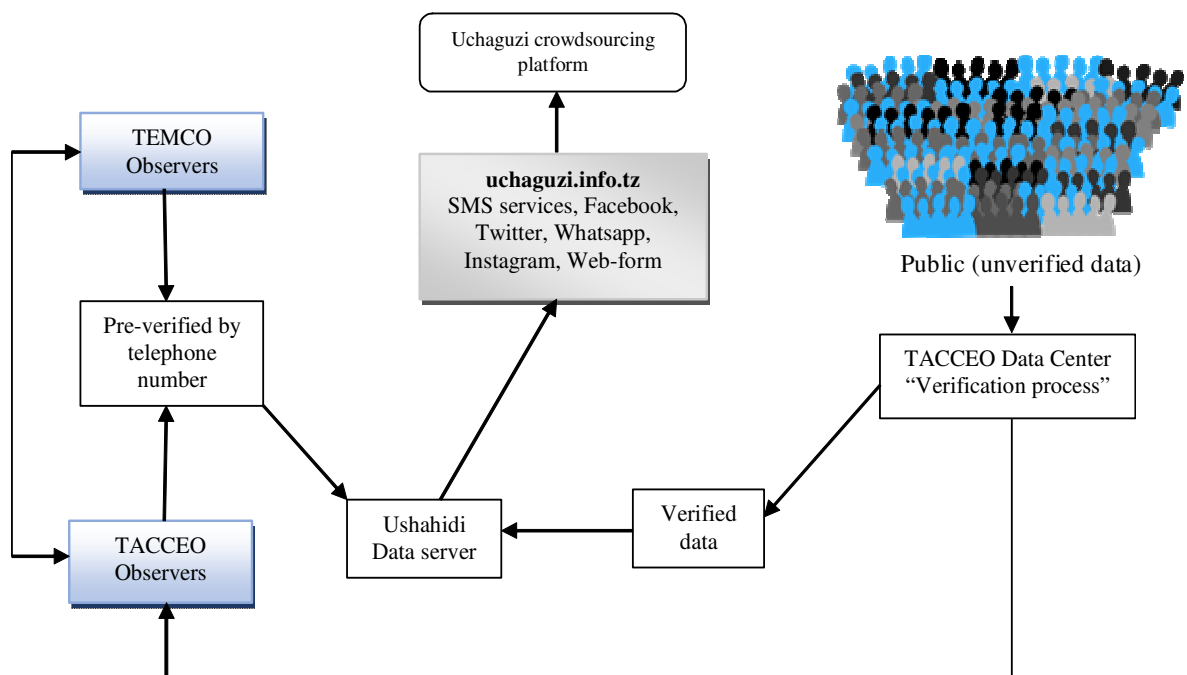 Uchaguzi crowdsourcing
platform
TEMCO
Observers
uchaguzi.info.tz
SMS services, Facebook,
Twitter, Whatsapp,
Instagram, Web-form
Public (unverified data)
Pre-verified by
telephone
number
TACCEO Data Center
“Verification process”
Ushahidi
Data server
Verified
data
TACCEO
Observers